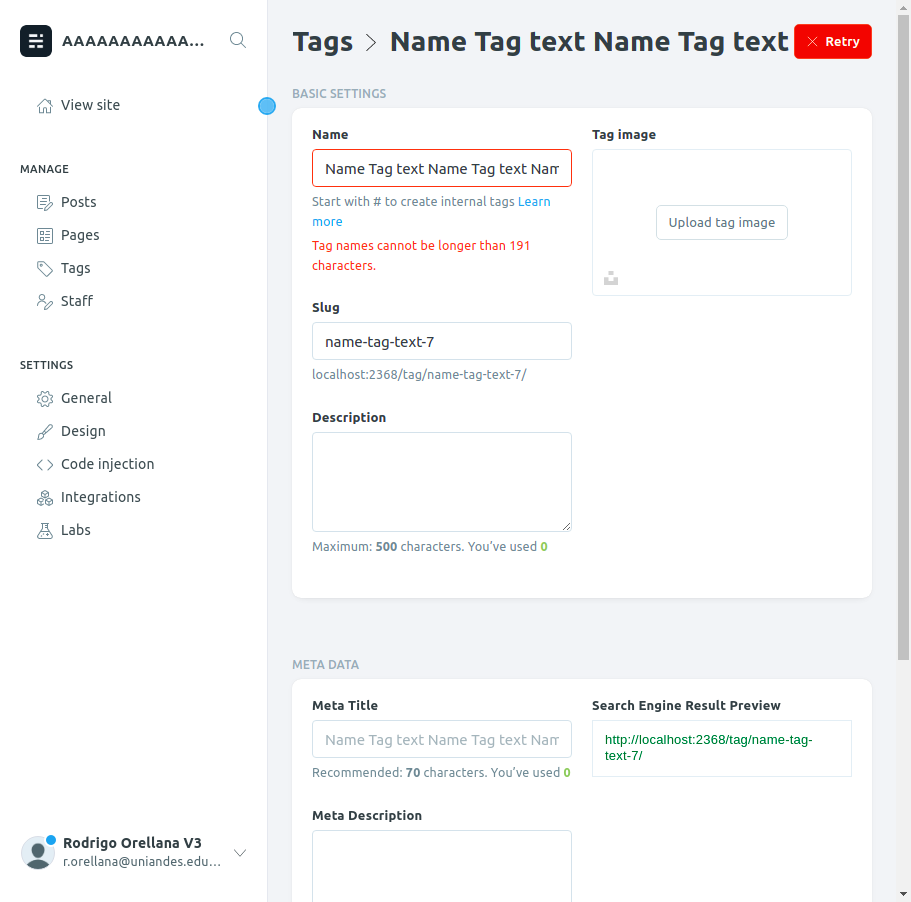 AAAAAAAAAAAA...
View site
MANAGE
Posts
Pages
Tags
Staff
SETTINGS
General
Design
Code injection
Integrations
Labs
Rodrigo Orellana V3
r.orellana@uniandes.edu...
Tags > Name Tag text Name Tag text
Retry
BASIC SETTINGS
Name
Name Tag text Name Tag text Nam
Start with # to create internal tags Learn
more
Tag names cannot be longer than 191
characters.
Slug
name-tag-text-7
localhost:2368/tag/name-tag-text-7/
Description
Maximum: 500 characters. You've used 0
Tag image
Upload tag image
META DATA
Meta Title
Name Tag text Name Tag text Nam
Recommended: 70 characters. You've used 0
Meta Description
Search Engine Result Preview
http://localhost:2368/tag/name-tag-
text-7/